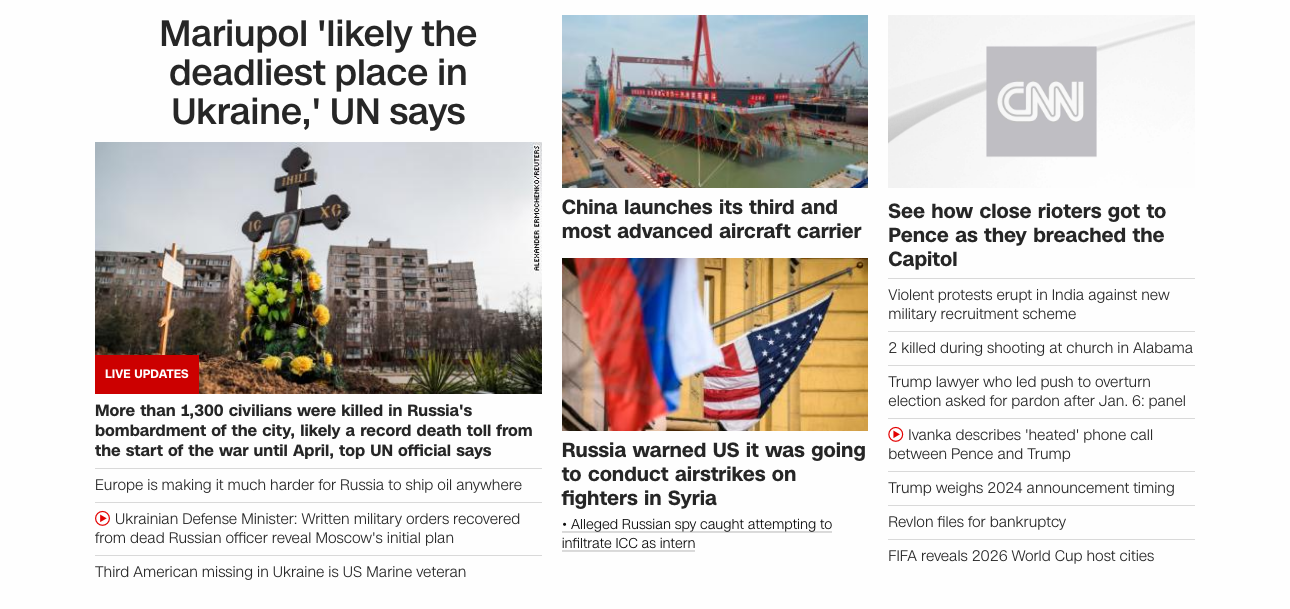 Mariupol 'likely the
deadliest place in
Ukraine,' UN says
ІНЦІ
ІС
ХС
ALEXANDER ERMOCHENKO/REUTERS
LIVE UPDATES
More than 1,300 civilians were killed in Russia's
bombardment of the city, likely a record death toll from
the start of the war until April, top UN official says
Europe is making it much harder for Russia to ship oil anywhere
Ukrainian Defense Minister: Written military orders recovered
from dead Russian officer reveal Moscow's initial plan
Third American missing in Ukraine is US Marine veteran
China launches its third and
most advanced aircraft carrier
Russia warned US it was going
to conduct airstrikes on
fighters in Syria
• Alleged Russian spy caught attempting to
infiltrate ICC as intern
CNN
See how close rioters got to
Pence as they breached the
Capitol
Violent protests erupt in India against new
military recruitment scheme
2 killed during shooting at church in Alabama
Trump lawyer who led push to overturn
election asked for pardon after Jan. 6: panel
Ivanka describes 'heated' phone call
between Pence and Trump
Trump weighs 2024 announcement timing
Revlon files for bankruptcy
FIFA reveals 2026 World Cup host cities